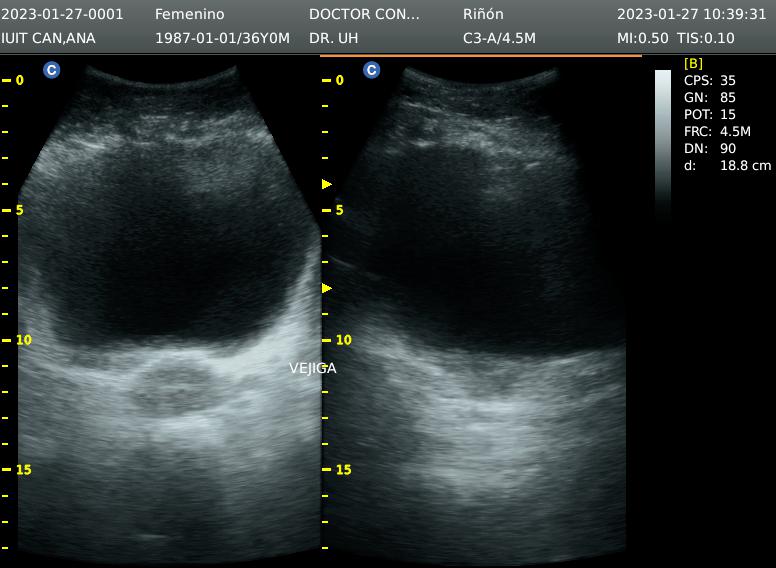 2023-01-27-0001 Femenino DOCTOR CON... Riñón 2023-01-27 10:39:31
IUIT CAN,ANA 1987-01-01/36Y0M DR. UH C3-A/4.5M MI:0.50 TIS:0.10
C
C
[B]
CPS: 35
GN: 85
POT: 15
FRC: 4.5M
DN: 90
d: 18.8 cm
0
5
10
15
0
5
10
15
VEJIGA